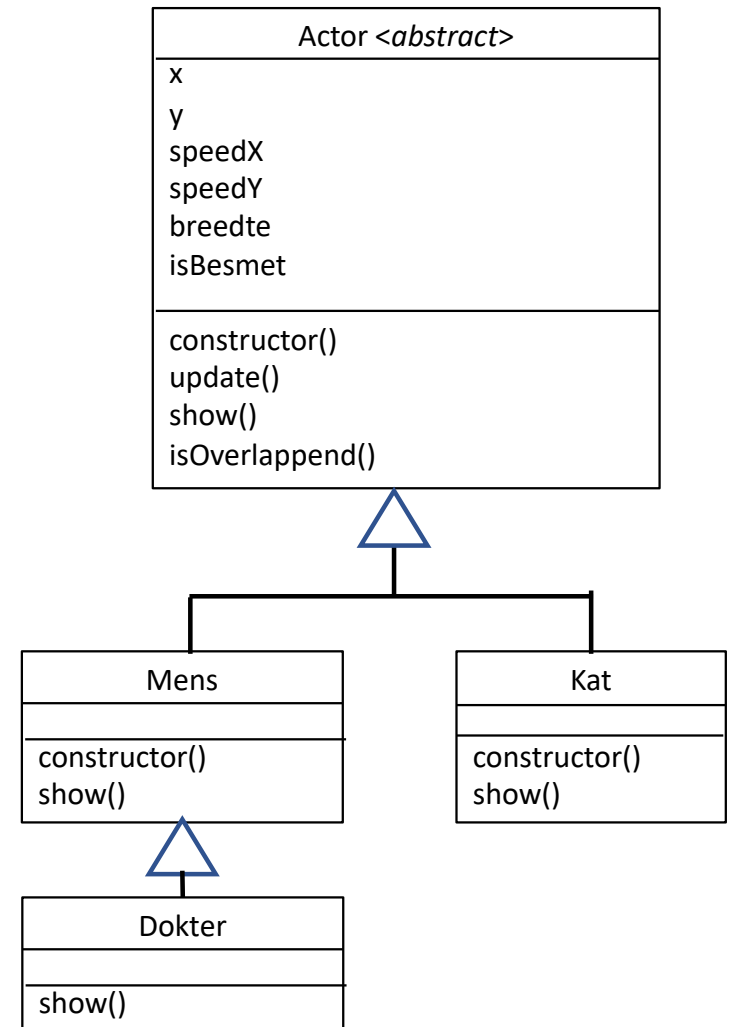 Actor <abstract>
x
y
speedX
speedY
breedte
isBesmet
constructor()
update()
show()
isOverlappend()
Mens
constructor()
show()
Kat
constructor()
show()
Dokter
show()